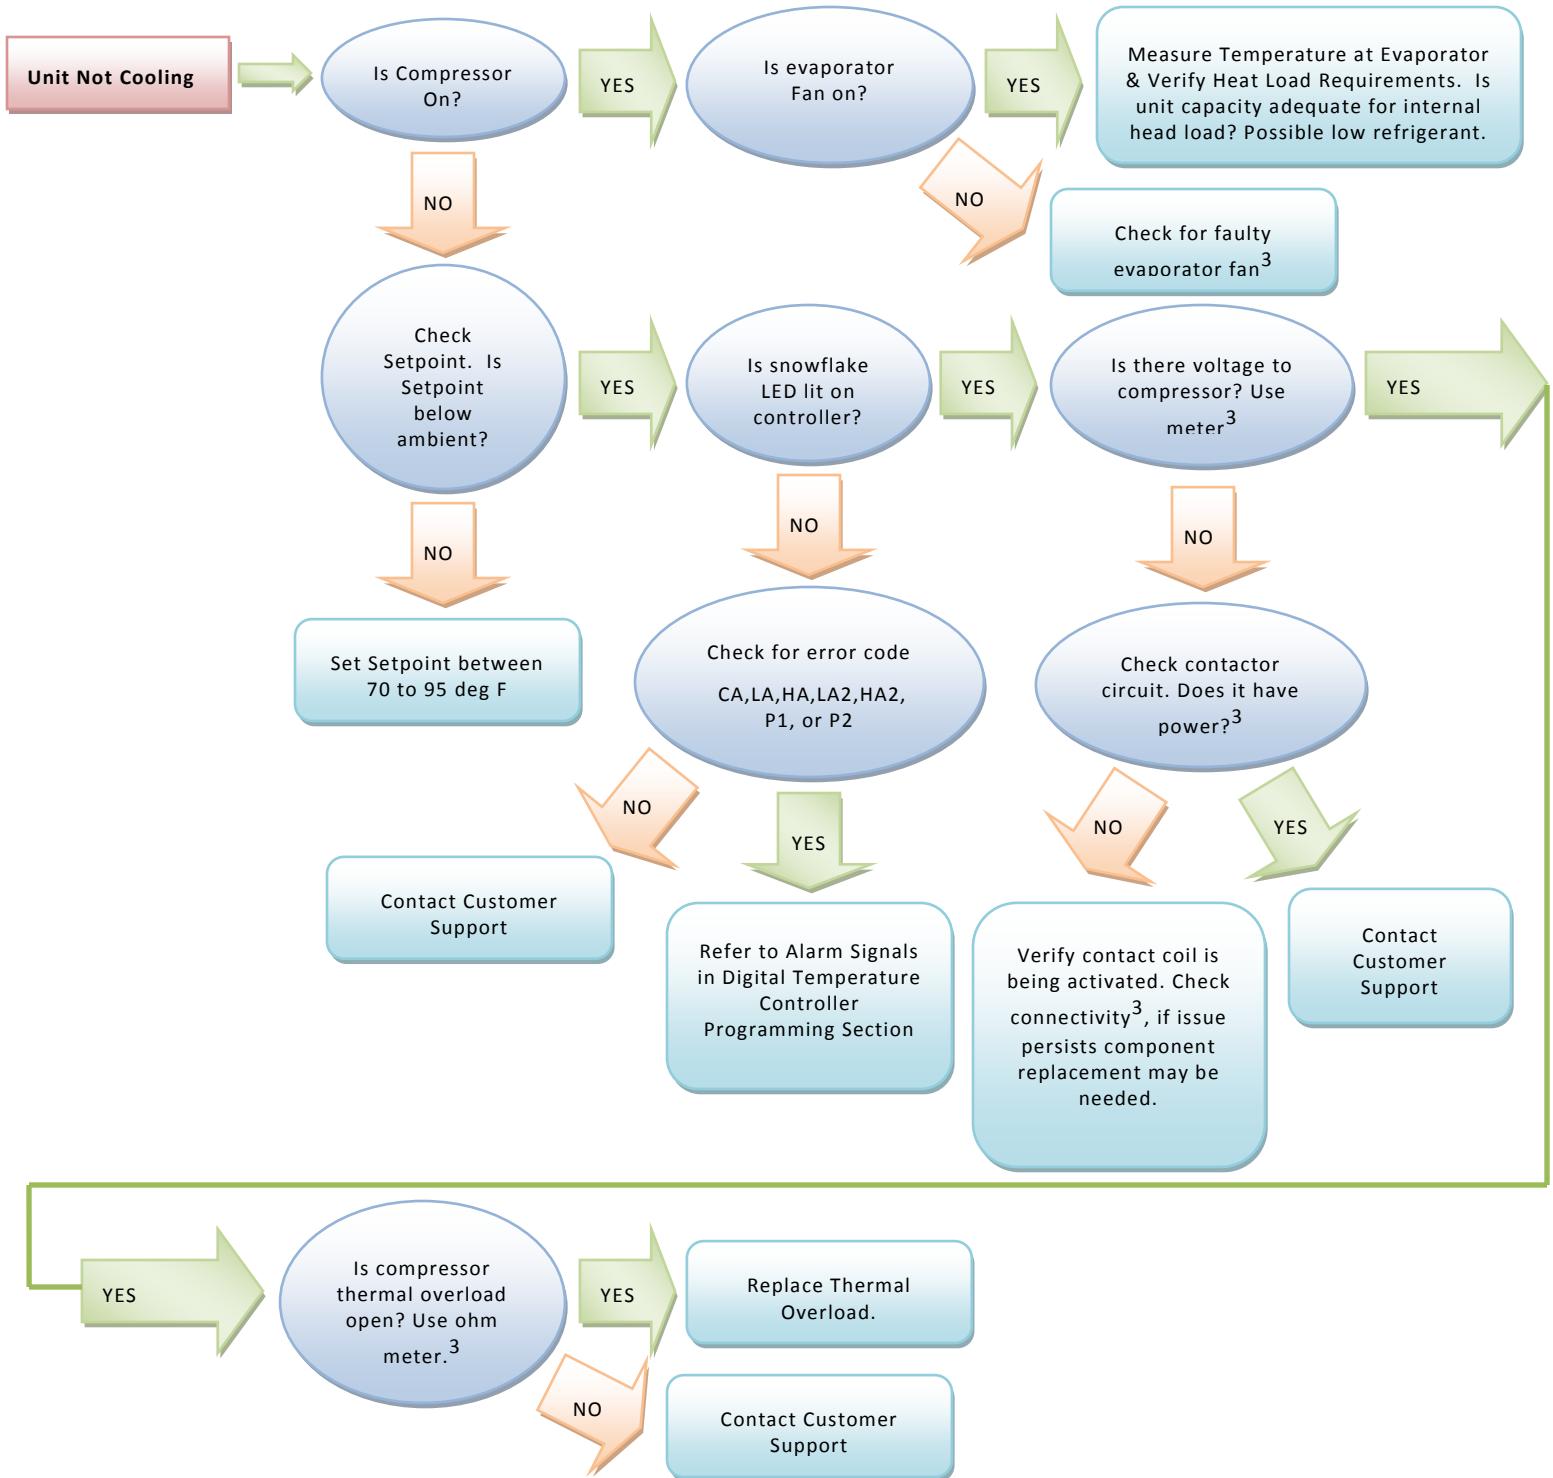 Unit Not Cooling
Is Compressor
On?
YES
Is evaporator
Fan on?
YES
Measure Temperature at Evaporator
& Verify Heat Load Requirements. Is
unit capacity adequate for internal
head load? Possible low refrigerant.
NO
NO
Check for faulty
evaporator fan3
Check
Setpoint. Is
Setpoint
below
ambient?
YES
Is snowflake
LED lit on
controller?
YES
Is there voltage to
compressor? Use
meter3
YES
NO
NO
NO
Set Setpoint between
70 to 95 deg F
Check for error code
CA,LA,HA,LA2,HA2,
P1, or P2
Check contactor
circuit. Does it have
power?3
NO
YES
NO
YES
Contact Customer
Support
Refer to Alarm Signals
in Digital Temperature
Controller
Programming Section
Verify contact coil is
being activated. Check
connectivity3, if issue
persists component
replacement may be
needed.
Contact
Customer
Support
YES
Is compressor
thermal overload
open? Use ohm
meter.3
YES
Replace Thermal
Overload.
NO
Contact Customer
Support